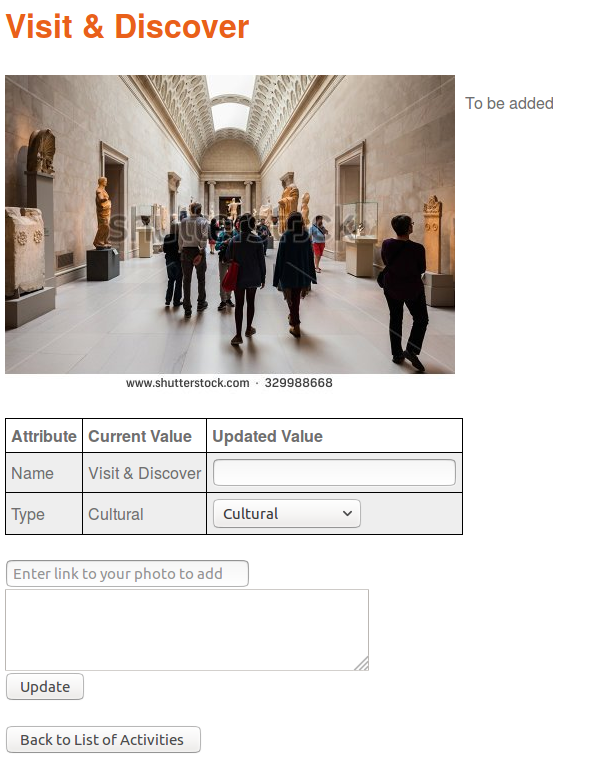 Visit & Discover
To be added
shutterstock
www.shutterstock.com · 329988668
Attribute Current Value Updated Value
Name Visit & Discover
Type Cultural Cultural
Enter link to your photo to add
Update
Back to List of Activities